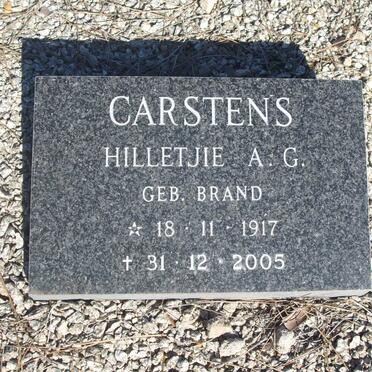 CARSTENS
HILLETJIE A. G.
GEB. BRAND
☆ 18 · 11 · 1917
✝ 31 · 12 · 2005